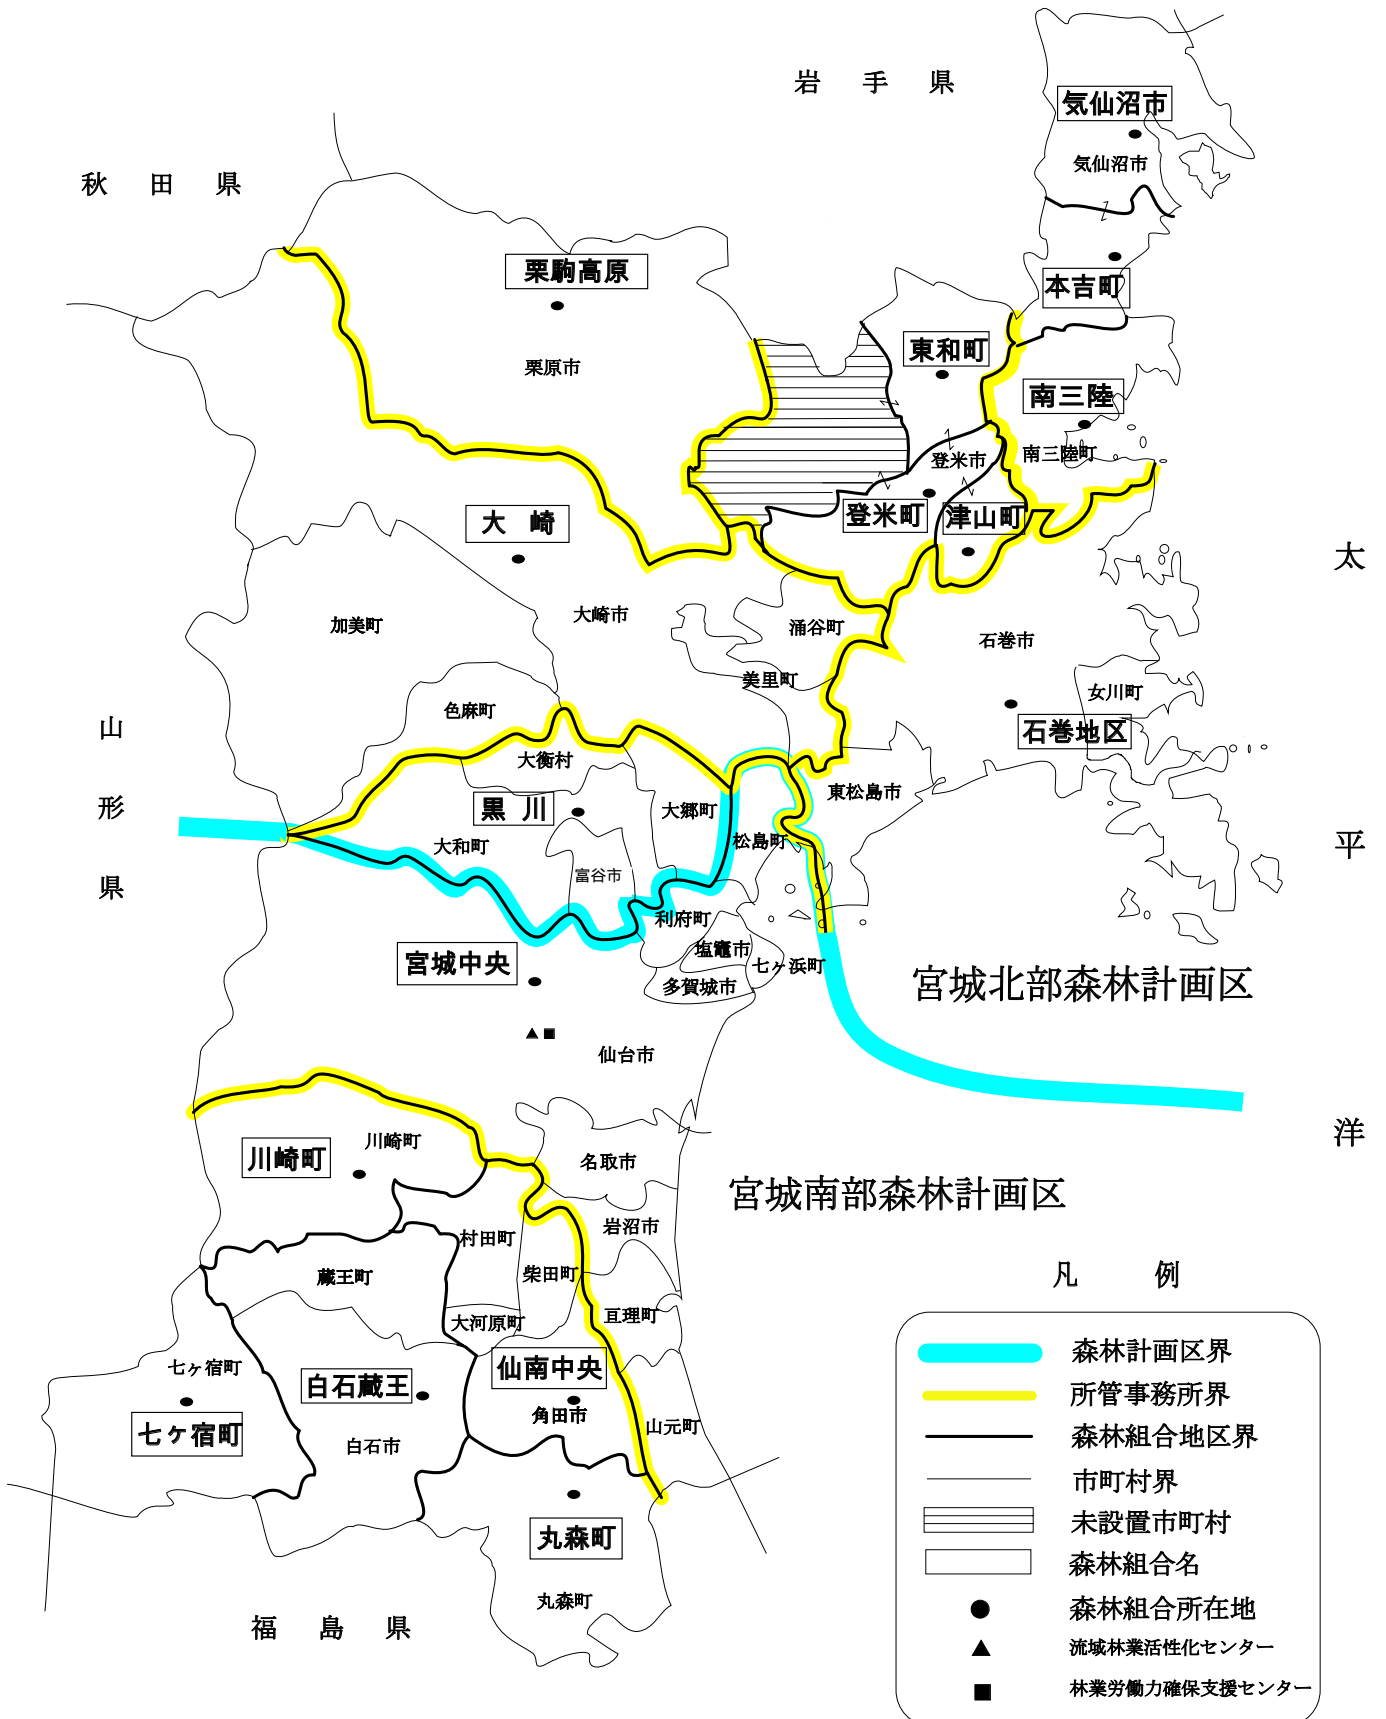 岩手県
気仙沼市
気仙沼市
秋田県
栗駒高原
本吉町
東和町
栗原市
南三陸
南三陸町
登米市
大崎
登米町
津山町
太平洋
大崎市
加美町
涌谷町
石巻市
美里町
女川町
色麻町
山形県
石巻地区
大衡村
東松島市
黒川
大郷町
松島町
大和町
富谷市
利府町
塩竈市
宮城中央
七ヶ浜町
多賀城市
宮城北部森林計画区
仙台市
川崎町
川崎町
名取市
宮城南部森林計画区
村田町
岩沼市
蔵王町
柴田町
大河原町
亘理町
七ヶ宿町
仙南中央
白石蔵王
角田市
七ケ宿町
白石市
山元町
丸森町
丸森町
福島県
凡例
森林計画区界
所管事務所界
森林組合地区界
市町村界
未設置市町村
森林組合名
森林組合所在地
流域林業活性化センター
林業労働力確保支援センター